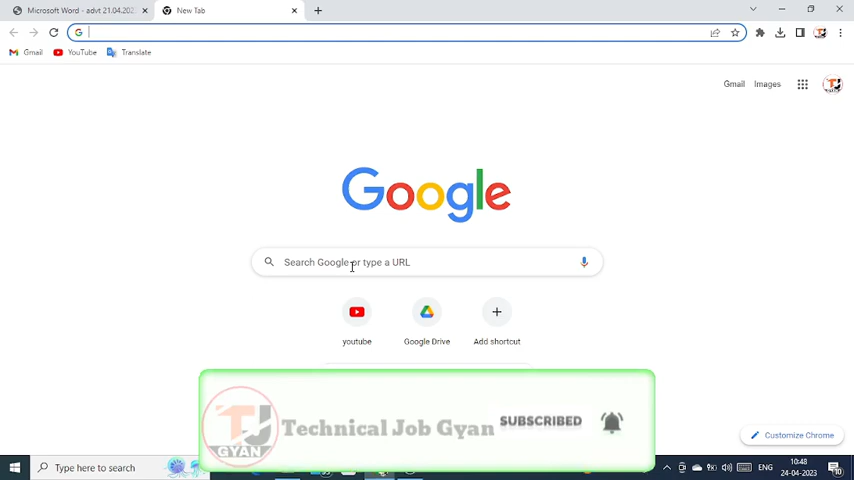 Microsoft Word - advt 21.04.202
New Tab
Gmail
YouTube
Translate
Gmail
Images
Google
Search Google or type a URL
youtube
Google Drive
Add shortcut
TJ
GYAN
Technical Job Gyan
SUBSCRIBED
Customize Chrome
Type here to search
ENG
10:48
24-04-2023
10